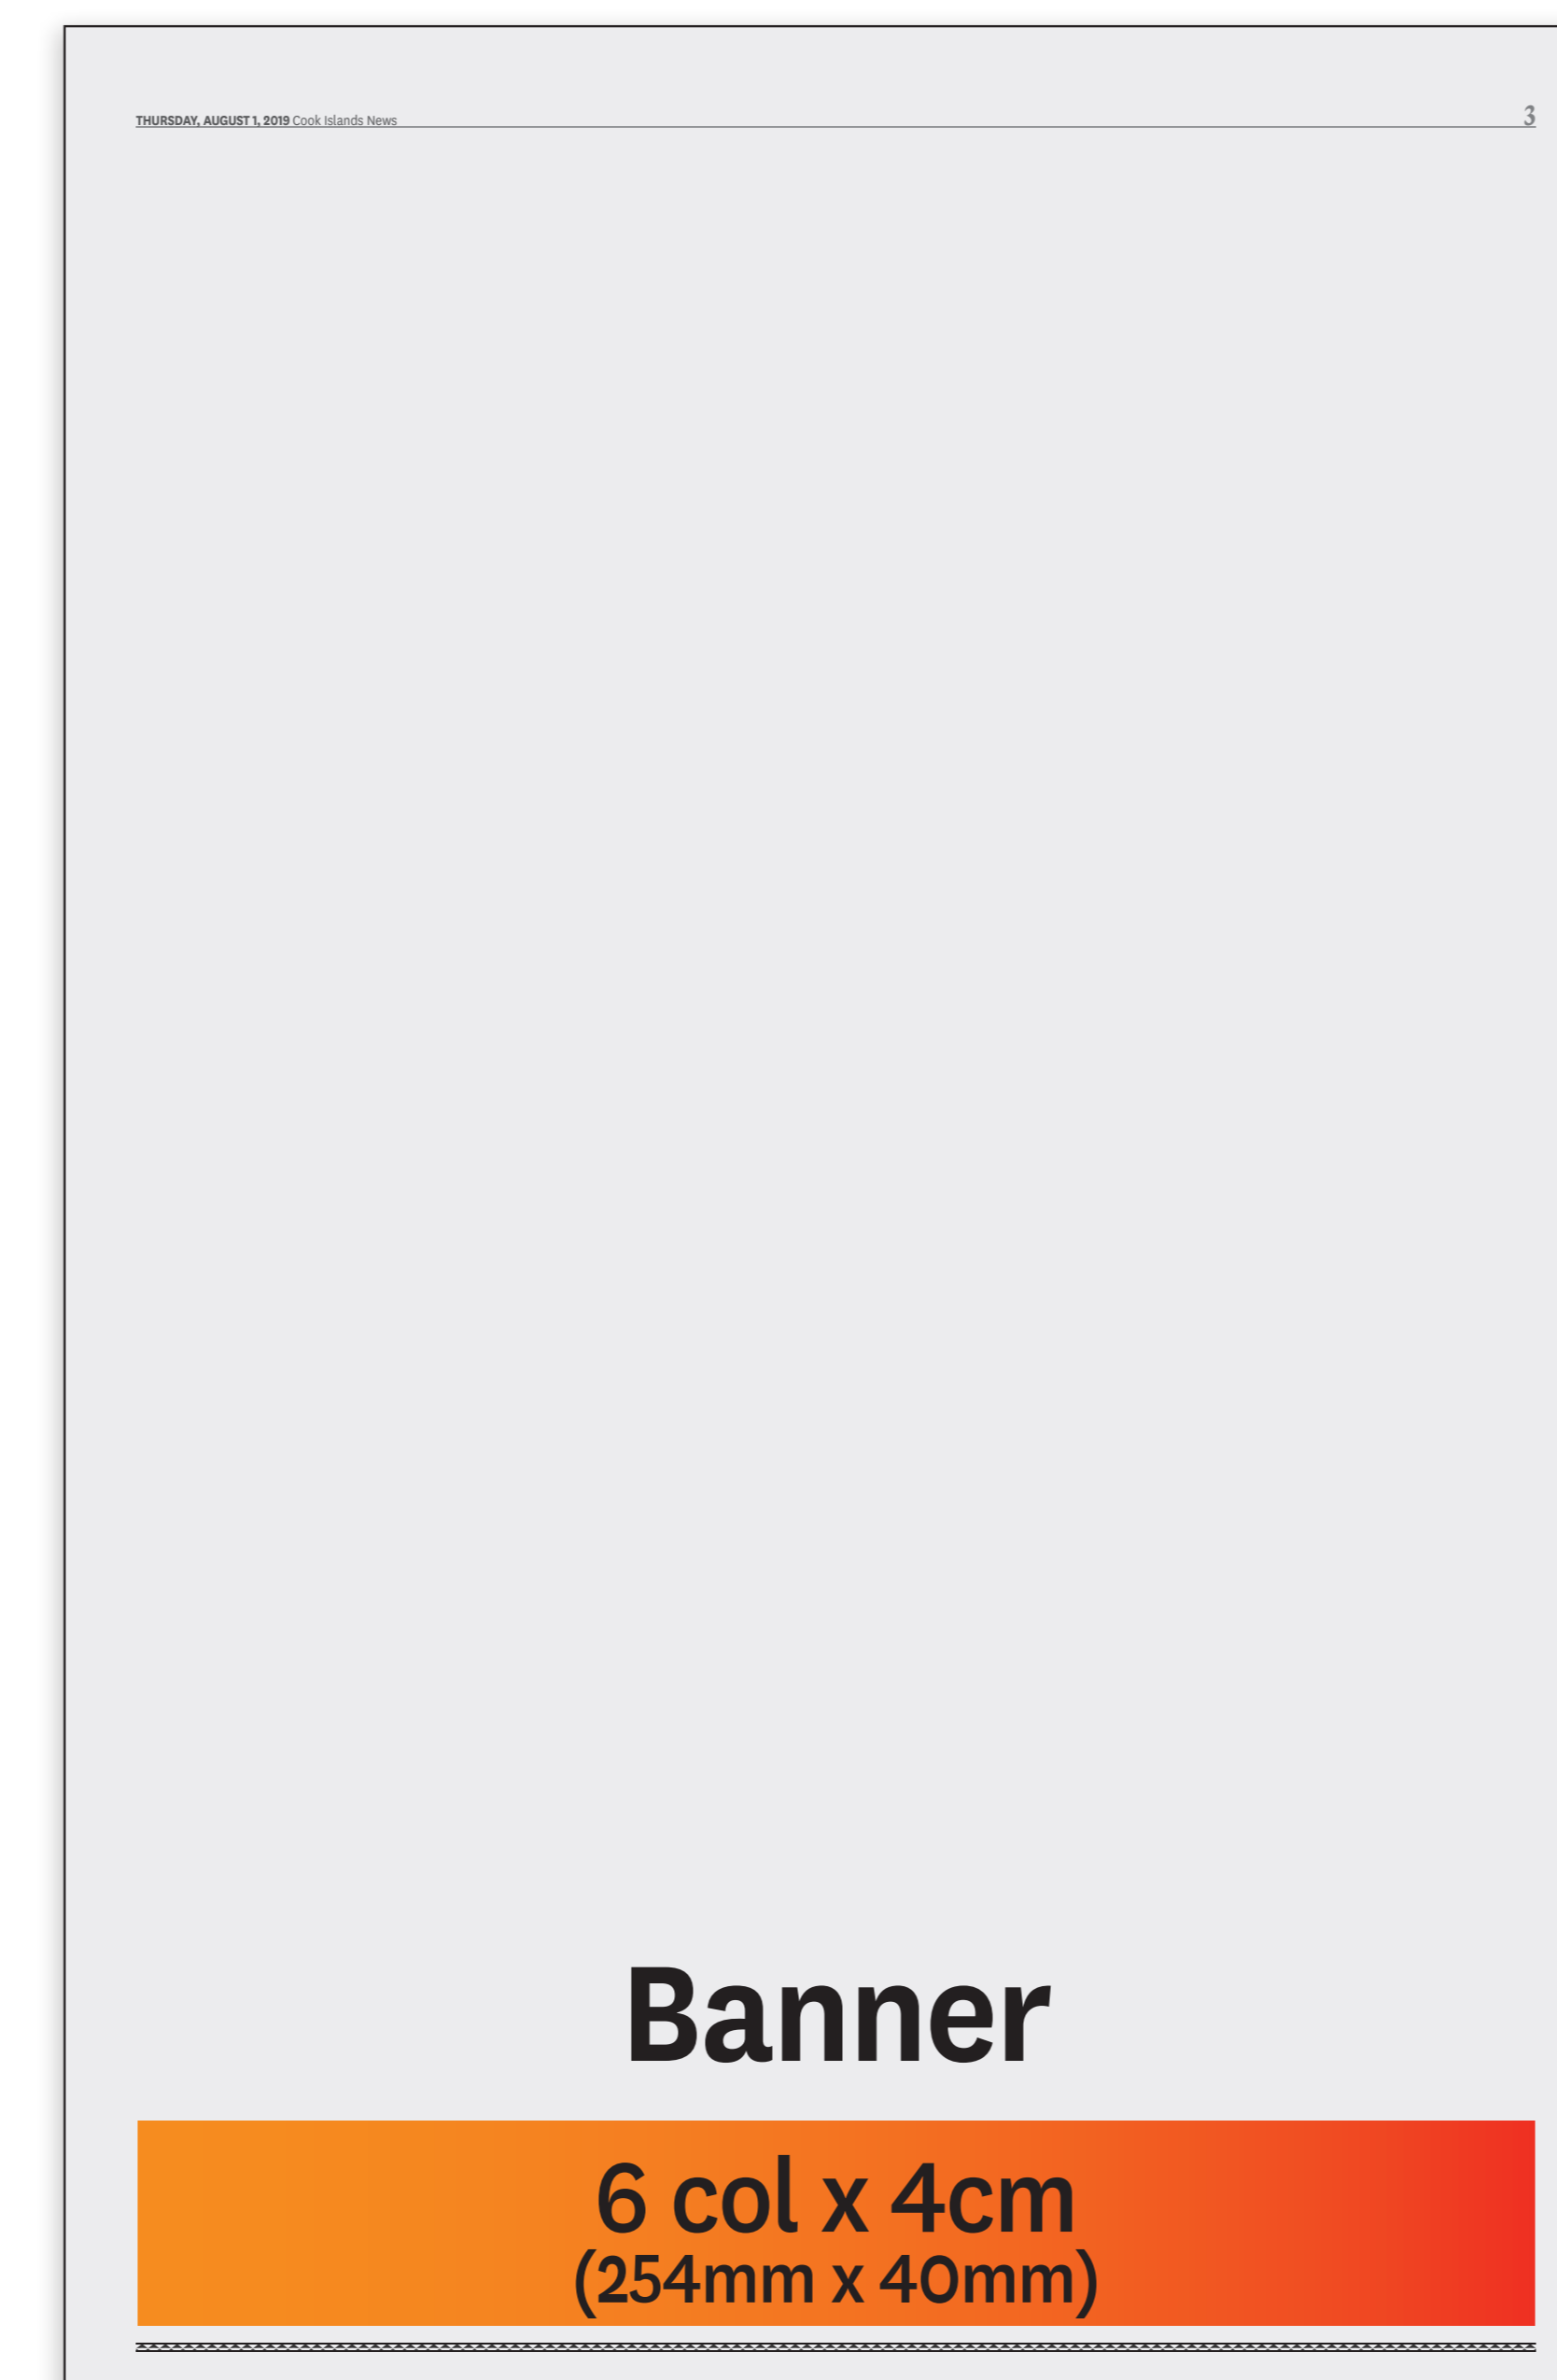 THURSDAY, AUGUST 1, 2019 Cook Islands News 3
Banner
6 col x 4cm
(254mm x 40mm)